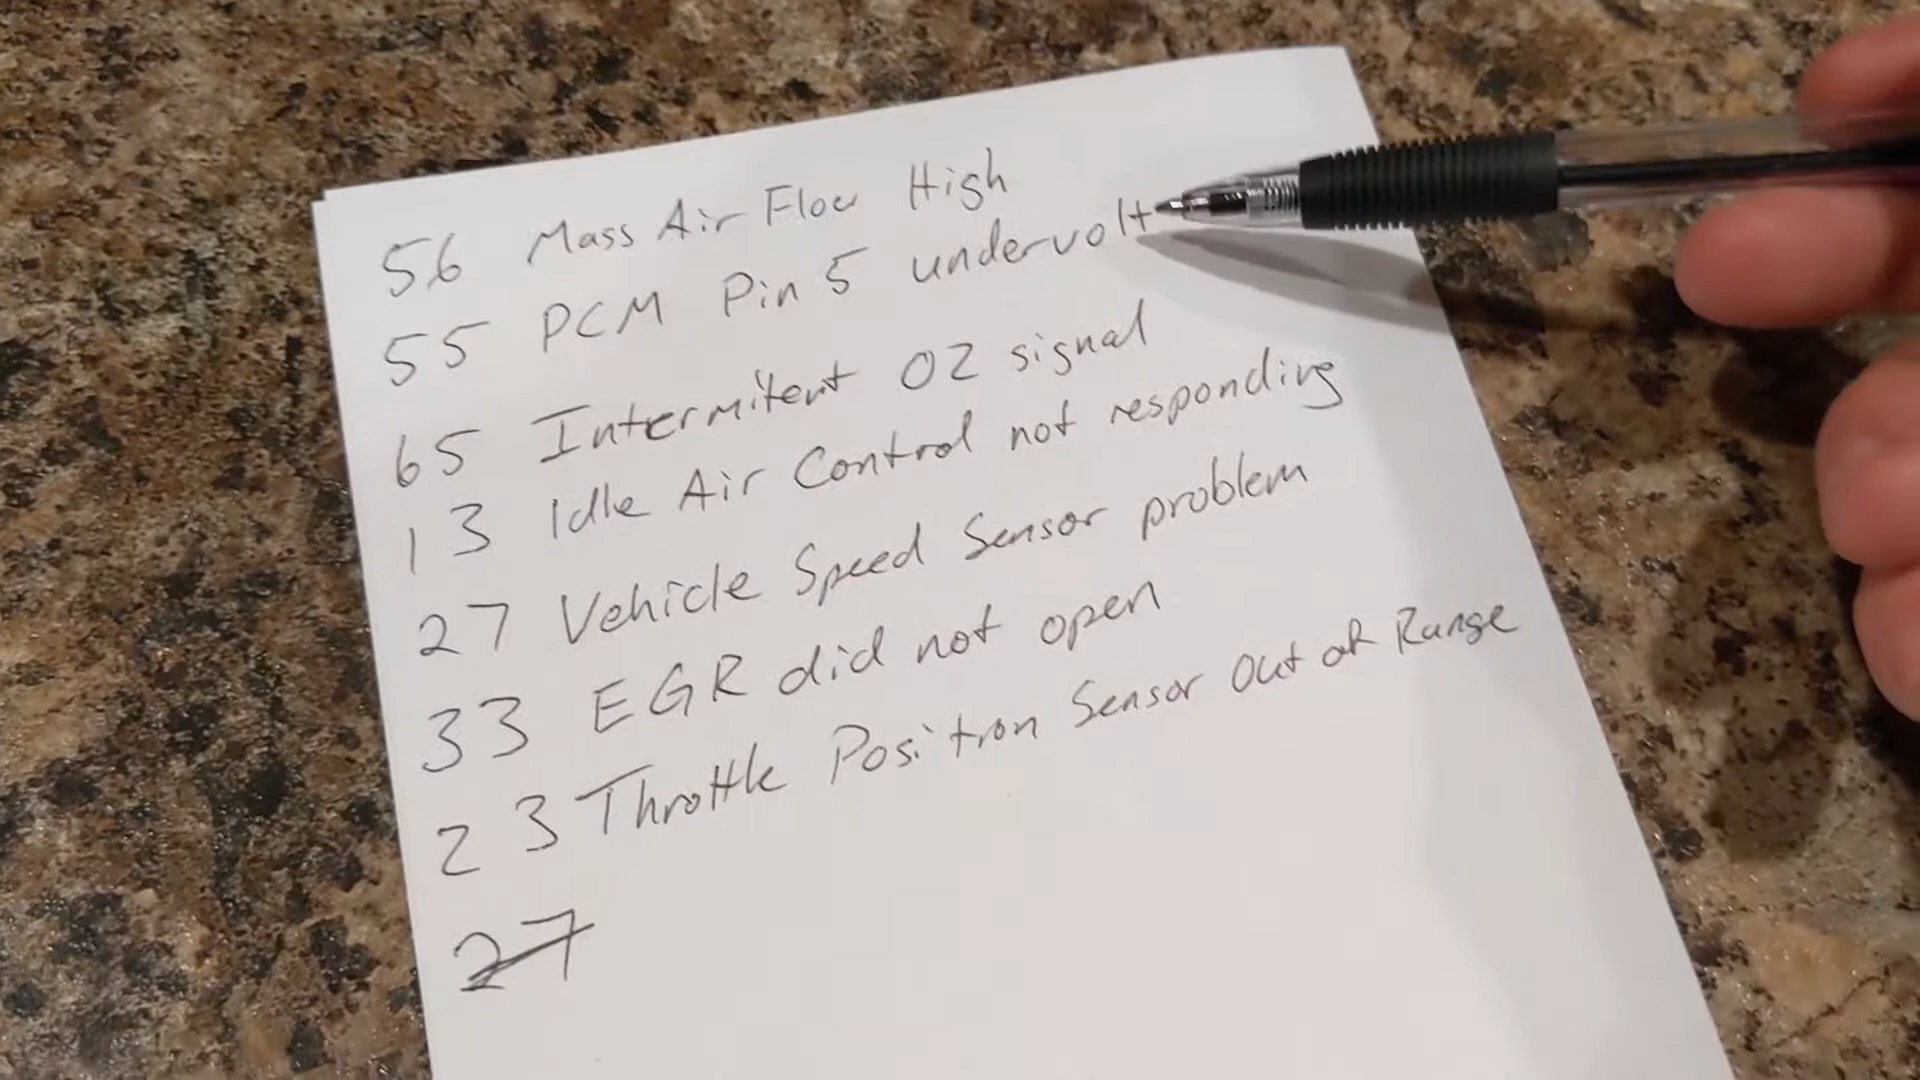 56 Mass Air Flow High
55 PCM Pin 5 undervolt
65 Intermitent O2 signal
13 Idle Air Control not responding
27 Vehicle Speed Sensor problem
33 EGR did not open
23 Throttle Position Sensor Out of Range
27